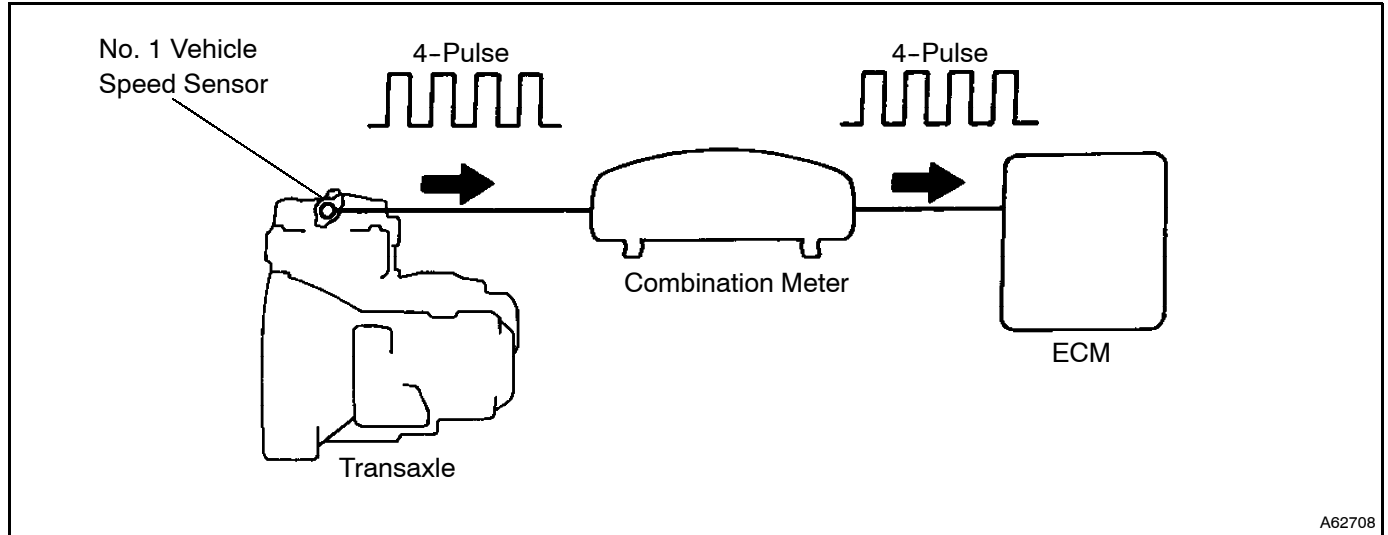 No. 1 Vehicle
Speed Sensor
4-Pulse
4-Pulse
Combination Meter
ECM
Transaxle
A62708